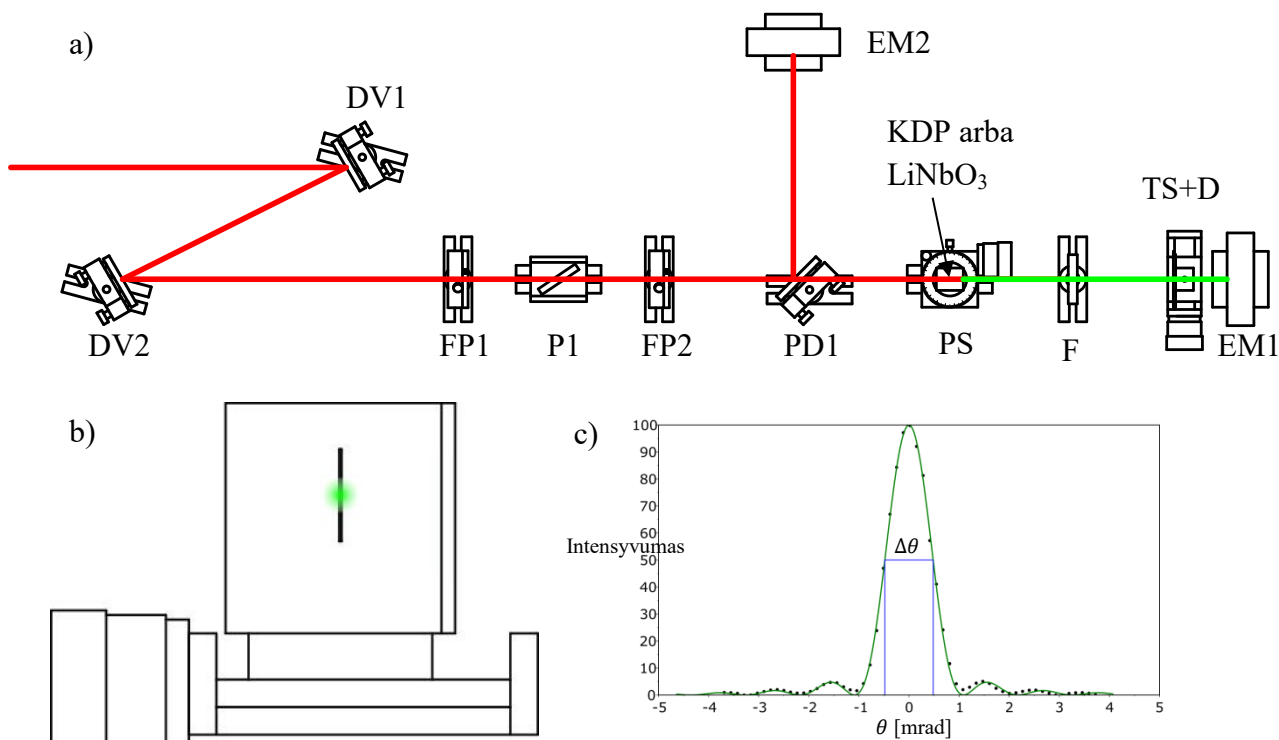 a)
EM2
DV1
KDP arba
LiNbO₃
TS+D
DV2
FP1
P1
FP2
PD1
PS
F
EM1
b)
c)
100
90
80
70
60
50
40
30
20
10
0
Intensyvumas
Δθ
-5 -4 -3 -2 -1 0 1 2 3 4 5
θ [mrad]